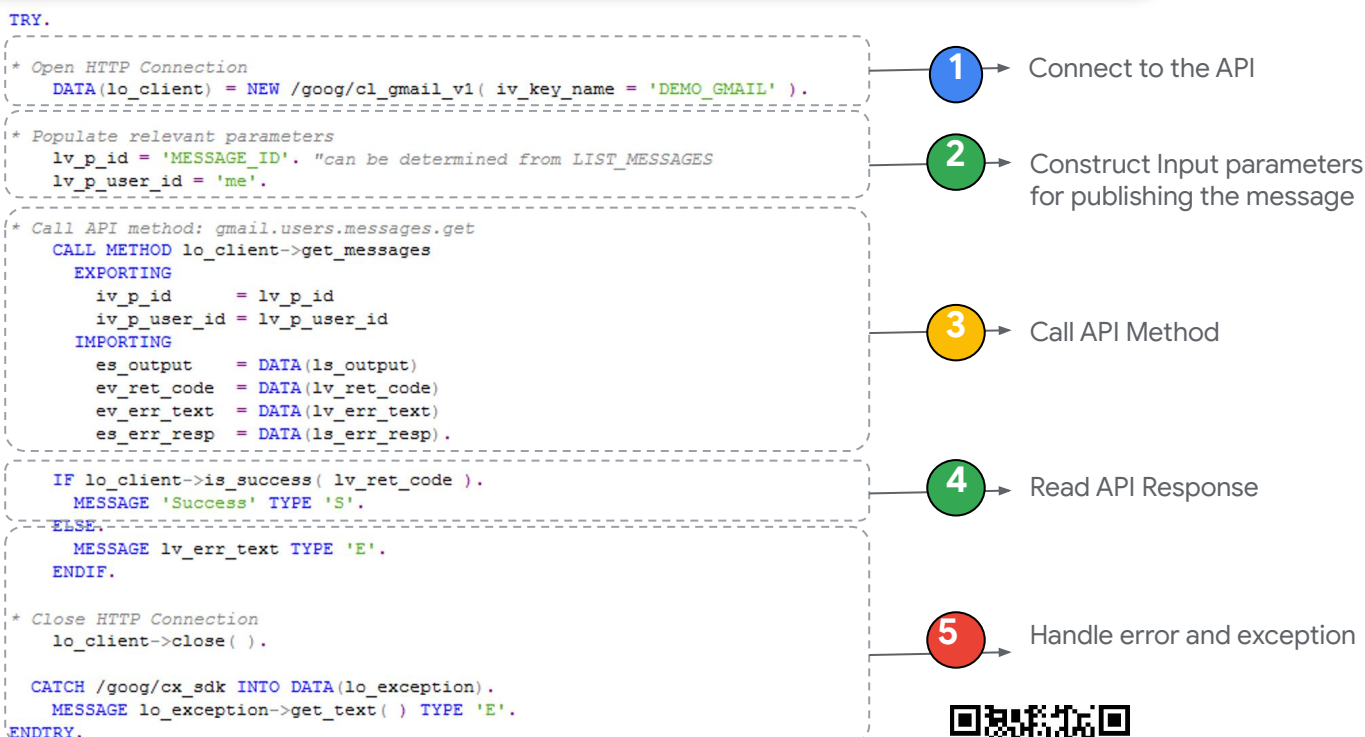 TRY.
* Open HTTP Connection
DATA(lo_client) = NEW /goog/cl_gmail_v1( iv_key_name = 'DEMO_GMAIL' ).
1
Connect to the API
* Populate relevant parameters
lv_p_id = 'MESSAGE_ID'. "can be determined from LIST_MESSAGES
lv_p_user_id = 'me'.
2
Construct Input parameters
for publishing the message
* Call API method: gmail.users.messages.get
CALL METHOD lo_client->get_messages
EXPORTING
iv_p_id = lv_p_id
iv_p_user_id = lv_p_user_id
IMPORTING
es_output = DATA(ls_output)
ev_ret_code = DATA(lv_ret_code)
ev_err_text = DATA(lv_err_text)
es_err_resp = DATA(ls_err_resp).
3
Call API Method
IF lo_client->is_success( lv_ret_code ).
MESSAGE 'Success' TYPE 'S'.
4
Read API Response
ELSE.
MESSAGE lv_err_text TYPE 'E'.
ENDIF.
* Close HTTP Connection
lo_client->close( ).
CATCH /goog/cx_sdk INTO DATA(lo_exception).
MESSAGE lo_exception->get_text( ) TYPE 'E'.
ENDTRY.
5
Handle error and exception